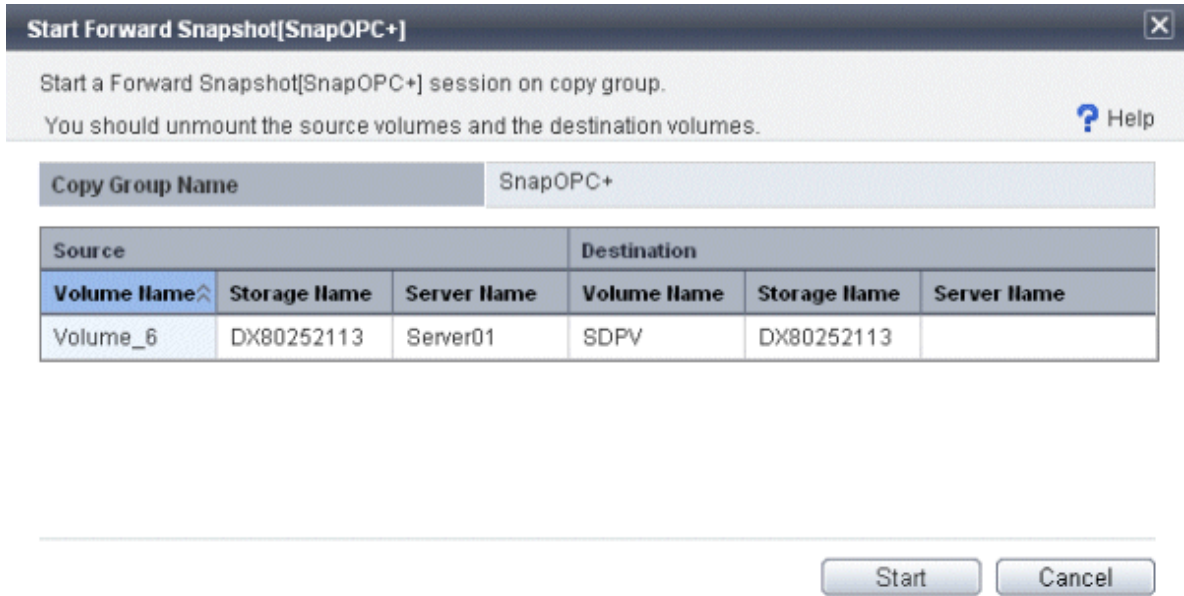 Start Forward Snapshot[SnapOPC+]
Start a Forward Snapshot[SnapOPC+] session on copy group.
You should unmount the source volumes and the destination volumes.
? Help
Copy Group Name SnapOPC+
Source Destination
Volume Name Storage Name Server Name Volume Name Storage Name Server Name
Volume_6 DX80252113 Server01 SDPV DX80252113
Start Cancel